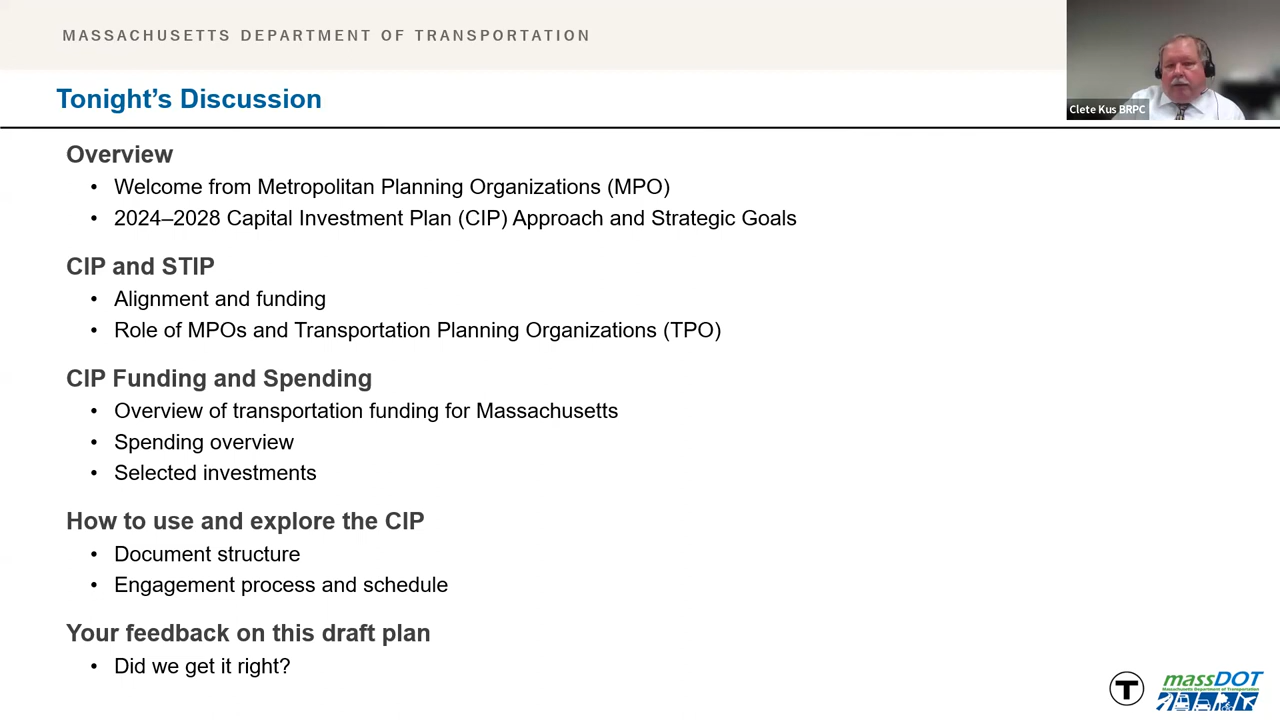 MASSACHUSETTS DEPARTMENT OF TRANSPORTATION
Clete Kus BRPC
Tonight’s Discussion
Overview
• Welcome from Metropolitan Planning Organizations (MPO)
• 2024–2028 Capital Investment Plan (CIP) Approach and Strategic Goals
CIP and STIP
• Alignment and funding
• Role of MPOs and Transportation Planning Organizations (TPO)
CIP Funding and Spending
• Overview of transportation funding for Massachusetts
• Spending overview
• Selected investments
How to use and explore the CIP
• Document structure
• Engagement process and schedule
Your feedback on this draft plan
• Did we get it right?
T
massDOT
Massachusetts Department of Transportation